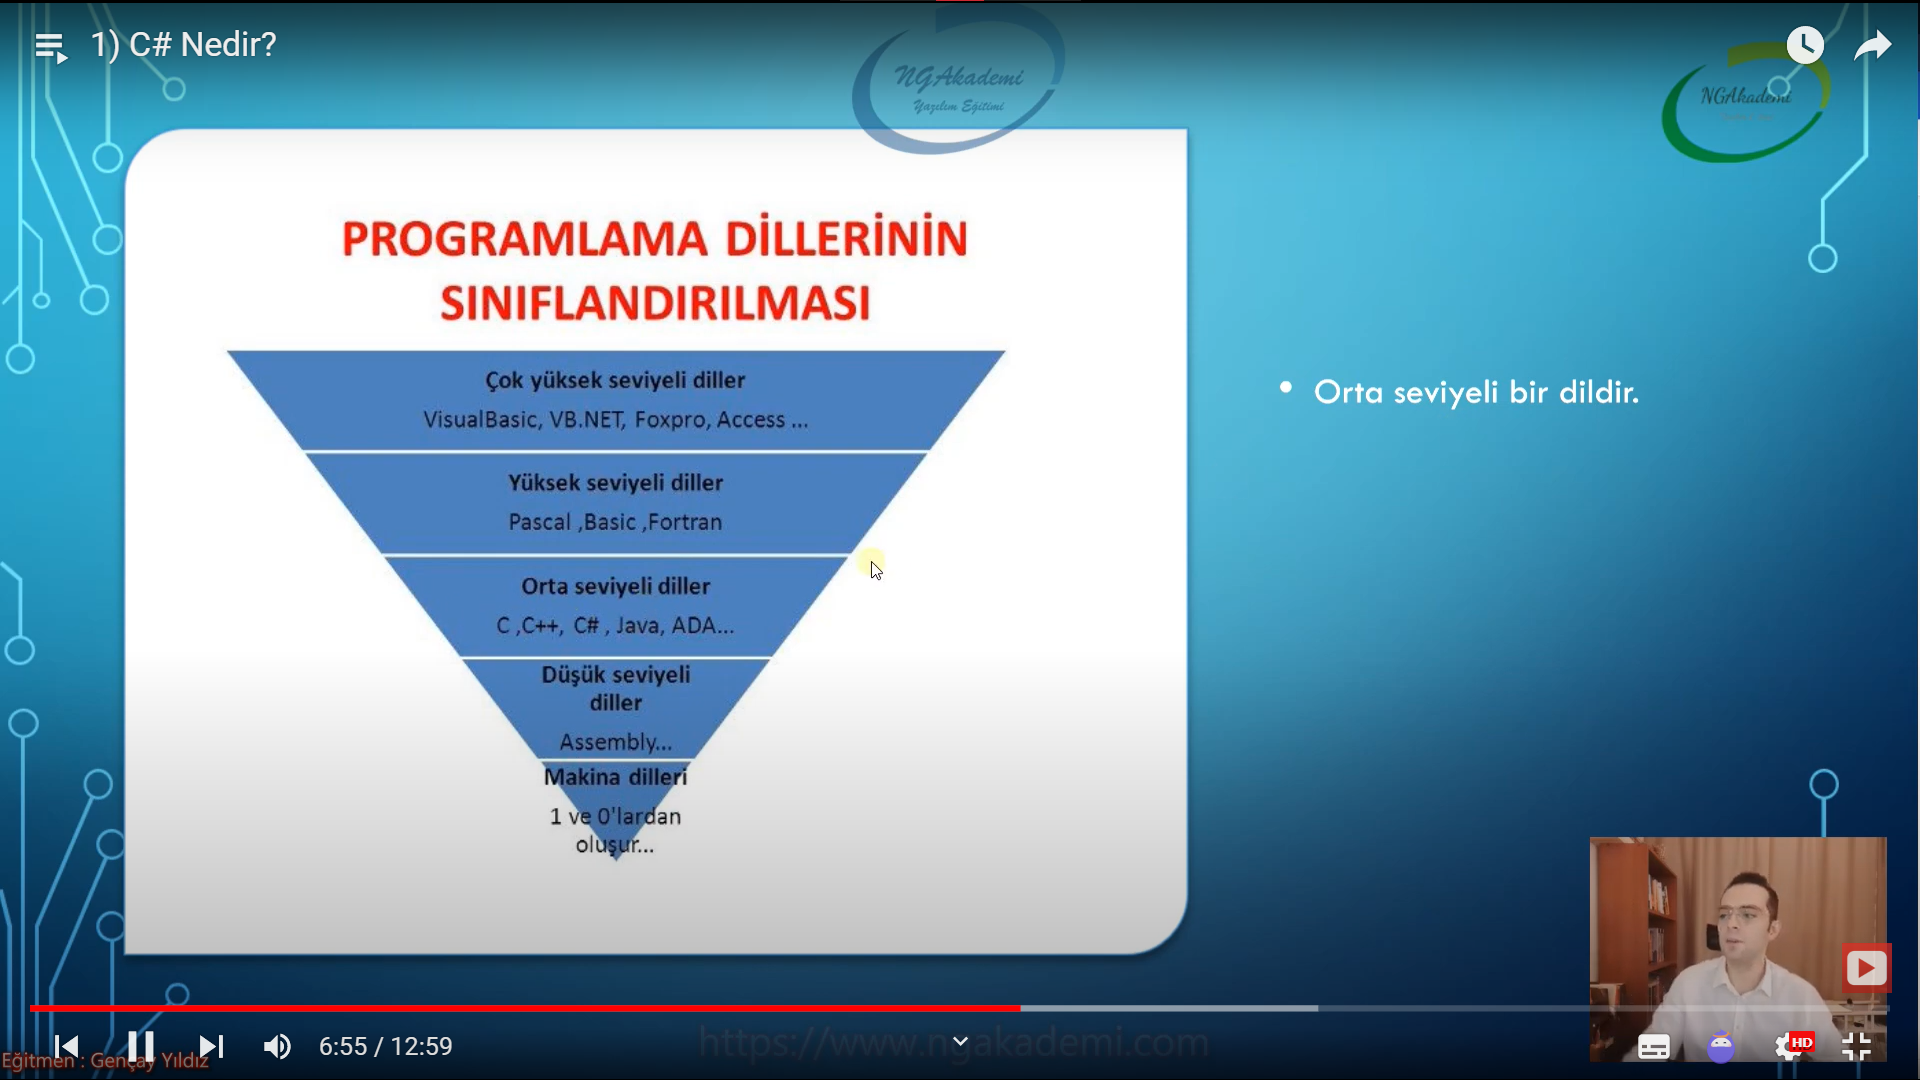 1) C# Nedir?
NGAkademi
Yazılım Eğitimi
NGAkademi
PROGRAMLAMA DİLLERİNİN
SINIFLANDIRILMASI
Çok yüksek seviyeli diller
VisualBasic, VB.NET, Foxpro, Access ...
Yüksek seviyeli diller
Pascal ,Basic ,Fortran
Orta seviyeli diller
C ,C++, C# , Java, ADA...
Düşük seviyeli
diller
Assembly...
Makina dilleri
1 ve 0'lardan
oluşur...
• Orta seviyeli bir dildir.
6:55 / 12:59
https://www.ngakademi.com
HD
Eğitmen : Gençay Yıldız